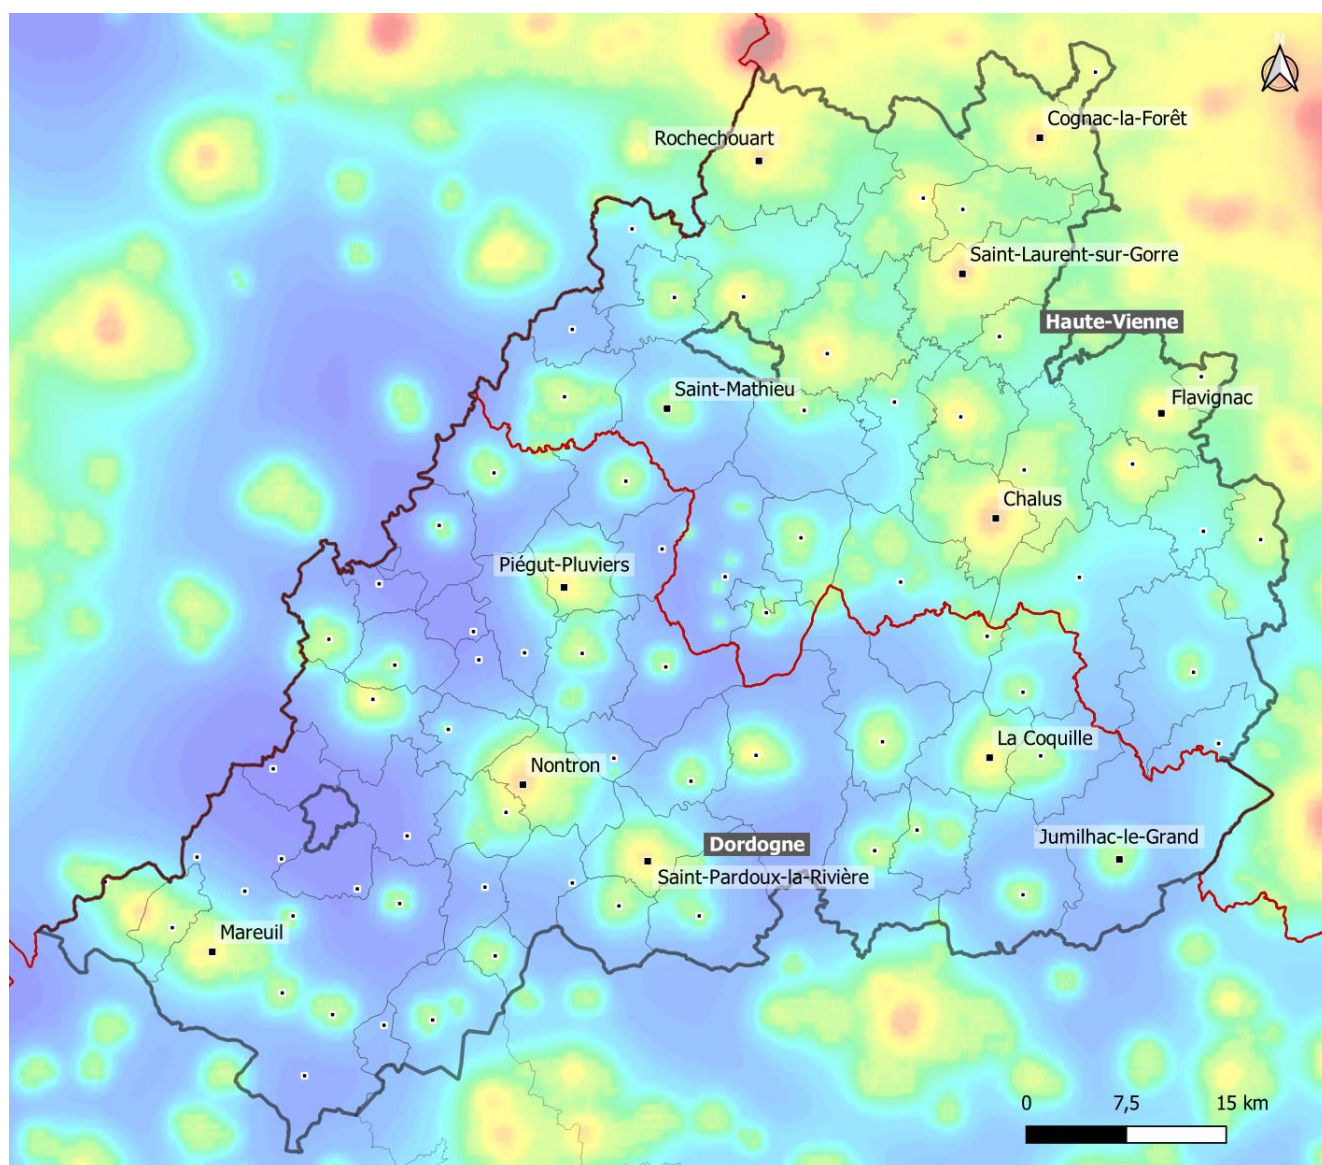 N
Cognac-la-Forêt
Rochechouart
Saint-Laurent-sur-Gorre
Haute-Vienne
Saint-Mathieu
Flavignac
Chalus
Piégut-Pluviers
La Coquille
Nontron
Jumilhac-le-Grand
Dordogne
Saint-Pardoux-la-Rivière
Mareuil
0 7,5 15 km